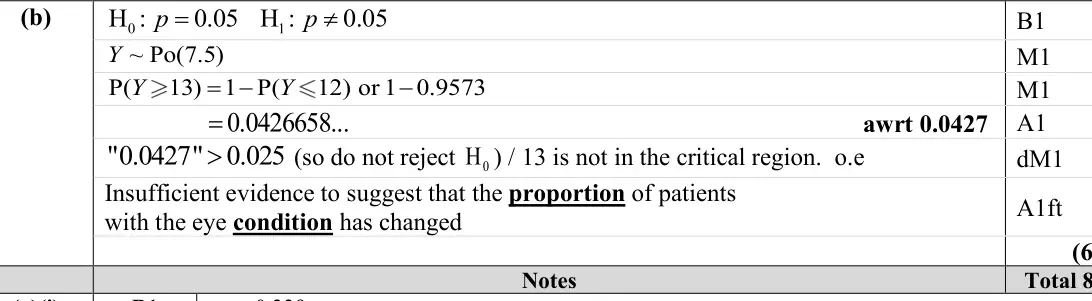 (b) H₀ : p = 0.05 H₁ : p ≠ 0.05 B1
Y ~ Po(7.5) M1
P(Y⩾13) = 1 − P(Y⩽12) or 1 − 0.9573 M1
= 0.0426658... awrt 0.0427 A1
"0.0427" > 0.025 (so do not reject H₀) / 13 is not in the critical region. o.e dM1
Insufficient evidence to suggest that the proportion of patients
with the eye condition has changed A1ft
(6
Notes Total 8